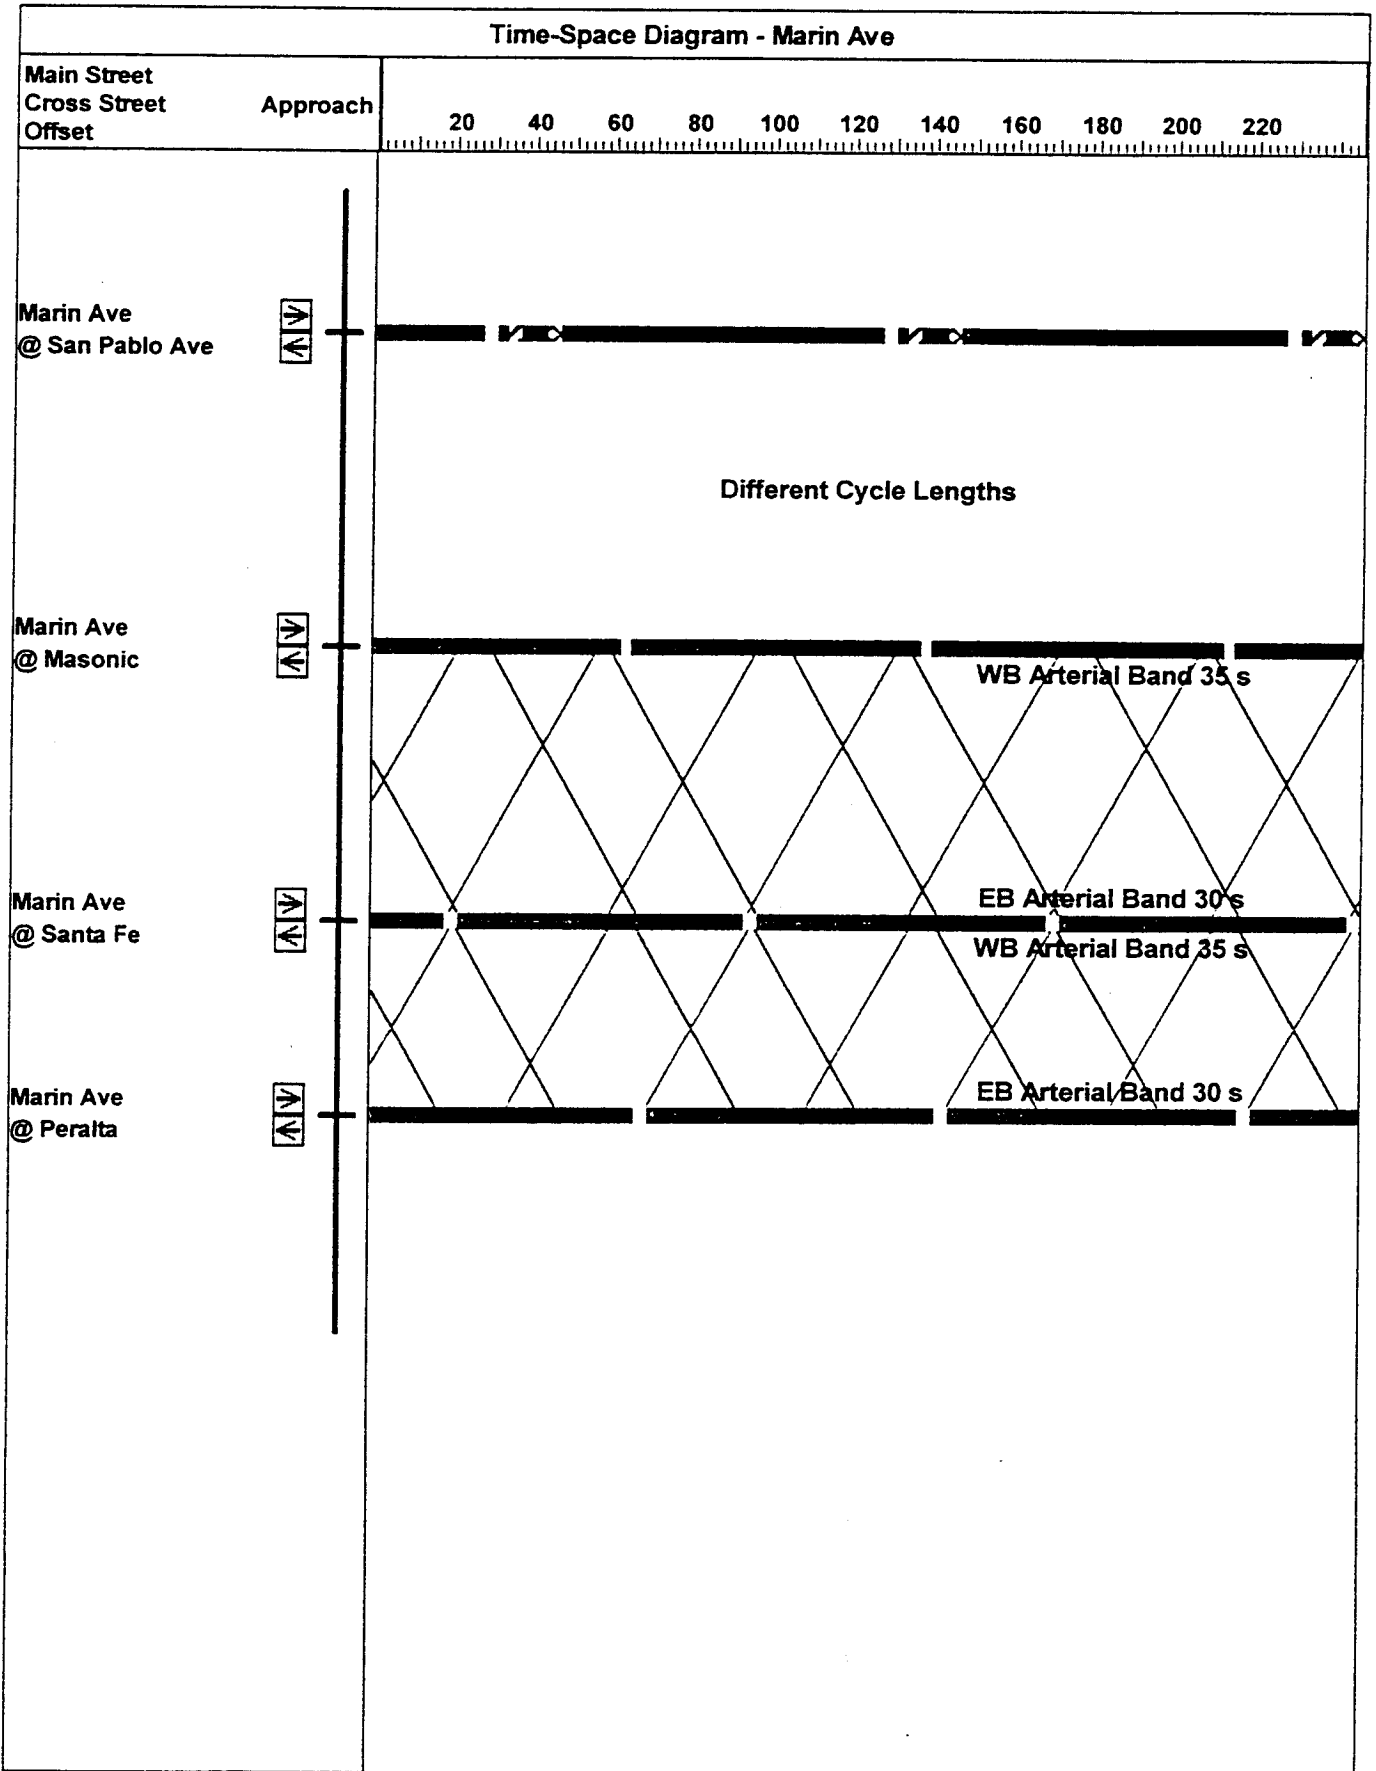 Time-Space Diagram - Marin Ave
Main Street
Cross Street Approach
Offset
20 40 60 80 100 120 140 160 180 200 220
Marin Ave
@ San Pablo Ave
Different Cycle Lengths
Marin Ave
@ Masonic
WB Arterial Band 35 s
Marin Ave
@ Santa Fe
EB Arterial Band 30 s
WB Arterial Band 35 s
Marin Ave
@ Peralta
EB Arterial Band 30 s